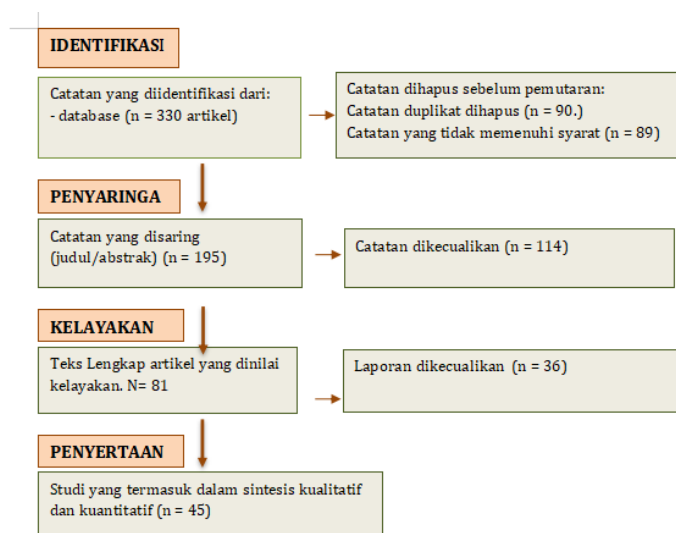 IDENTIFIKASI
Catatan yang diidentifikasi dari:
- database (n = 330 artikel)
Catatan dihapus sebelum pemutaran:
Catatan duplikat dihapus (n = 90.)
Catatan yang tidak memenuhi syarat (n = 89)
PENYARINGA
Catatan yang disaring
(judul/abstrak) (n = 195)
Catatan dikecualikan (n = 114)
KELAYAKAN
Teks Lengkap artikel yang dinilai
kelayakan. N= 81
Laporan dikecualikan (n = 36)
PENYERTAAN
Studi yang termasuk dalam sintesis kualitatif
dan kuantitatif (n = 45)